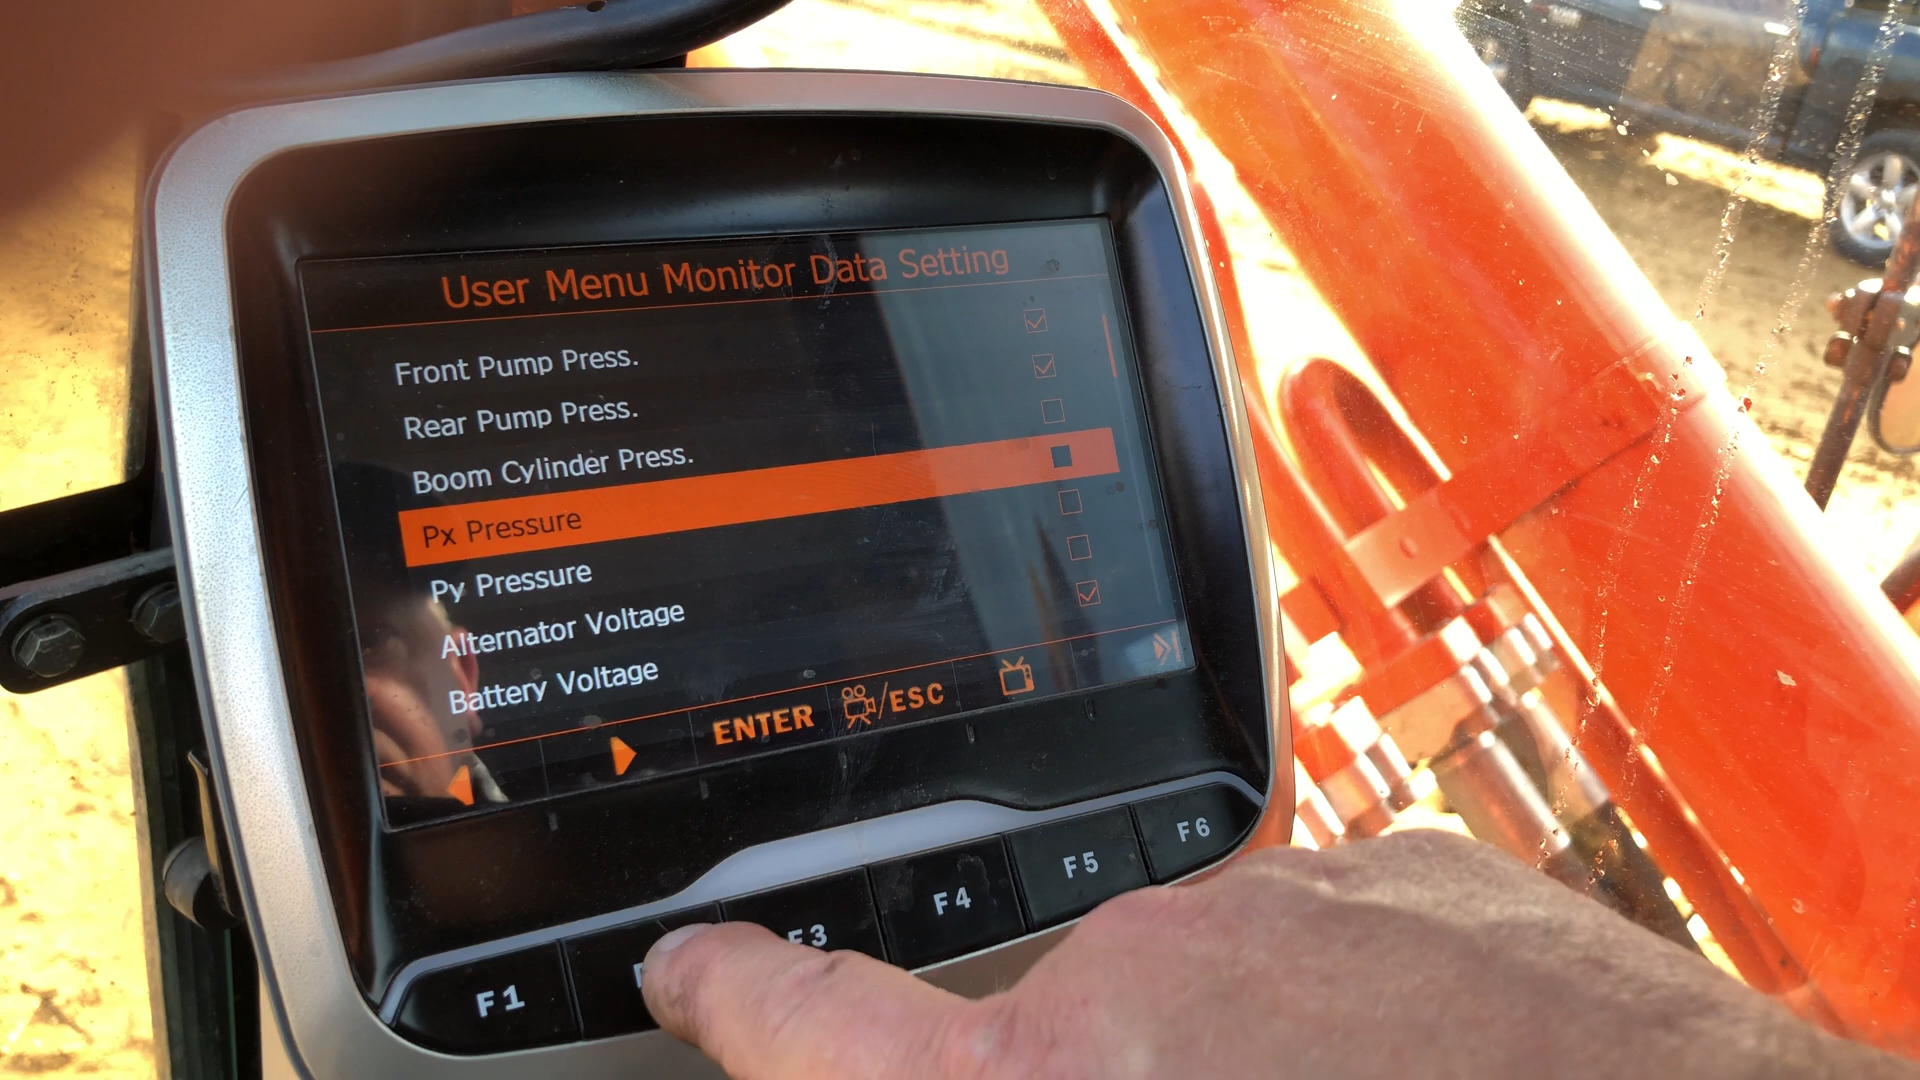 User Menu Monitor Data Setting
Front Pump Press.
Rear Pump Press.
Boom Cylinder Press.
Px Pressure
Py Pressure
Alternator Voltage
Battery Voltage
ENTER /ESC
F1 F3 F4 F5 F6